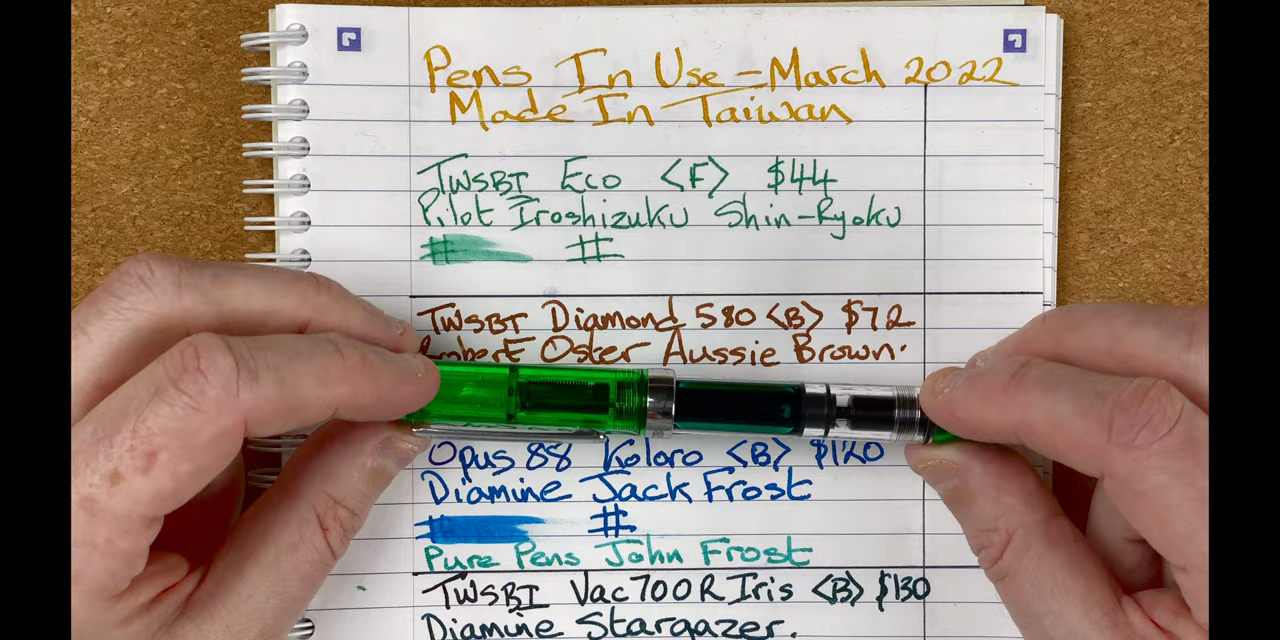 Pens In Use - March 2022
Made In Taiwan
TWSBI Eco <F> $44
Pilot Iroshizuku Shin-Ryoku
# #
TWSBI Diamond 580 <B> $72
Robert Oster Aussie Brown.
Opus 88 Koloro <B> $120
Diamine Jack Frost
# #
Pure Pens John Frost
TWSBI Vac700R Iris <B> $130
Diamine Stargazer.